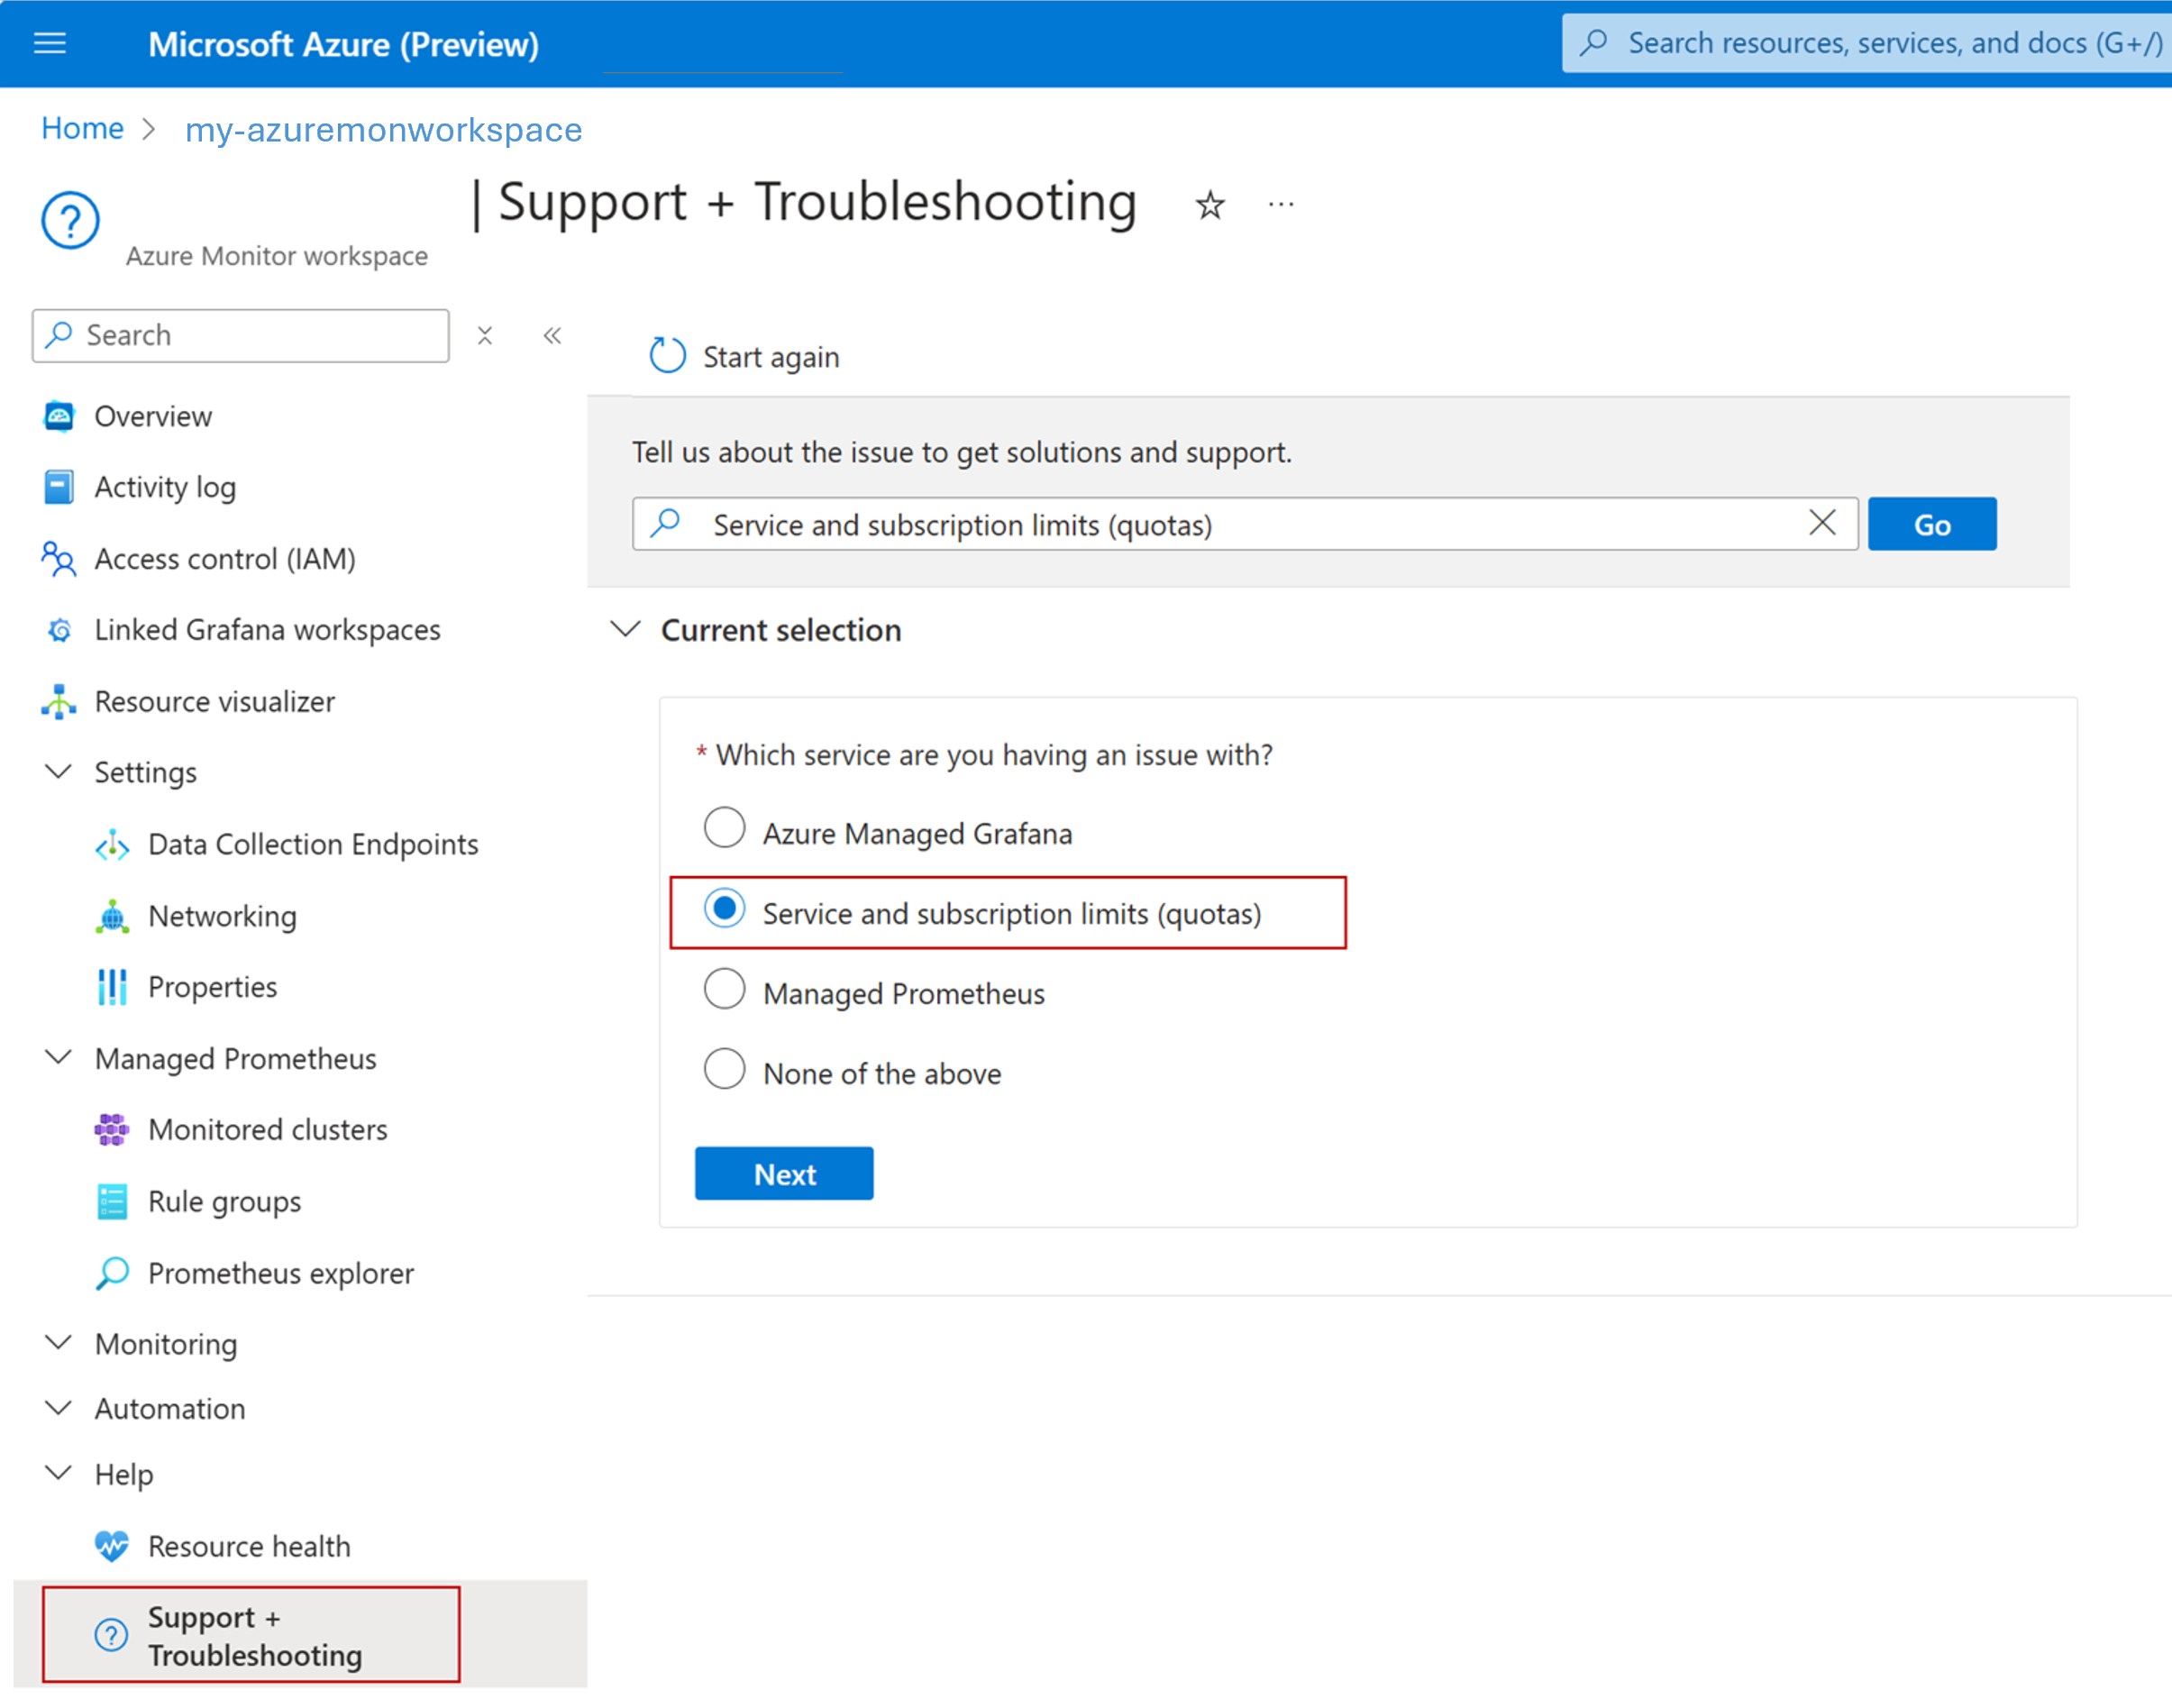 Microsoft Azure (Preview)
Search resources, services, and docs (G+/)
Home > my-azuremonworkspace
| Support + Troubleshooting
Azure Monitor workspace
Search
Overview
Activity log
Access control (IAM)
Linked Grafana workspaces
Resource visualizer
Settings
Data Collection Endpoints
Networking
Properties
Managed Prometheus
Monitored clusters
Rule groups
Prometheus explorer
Monitoring
Automation
Help
Resource health
Support +
Troubleshooting
Start again
Tell us about the issue to get solutions and support.
Service and subscription limits (quotas)
Go
Current selection
* Which service are you having an issue with?
Azure Managed Grafana
Service and subscription limits (quotas)
Managed Prometheus
None of the above
Next